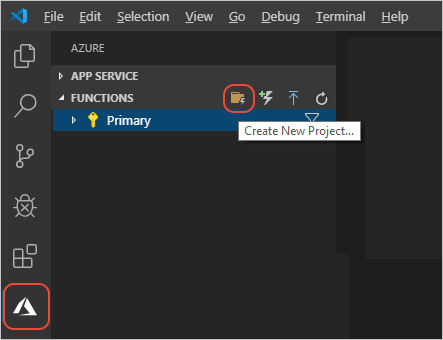 File Edit Selection View Go Debug Terminal Help
AZURE
APP SERVICE
FUNCTIONS
Primary
Create New Project...